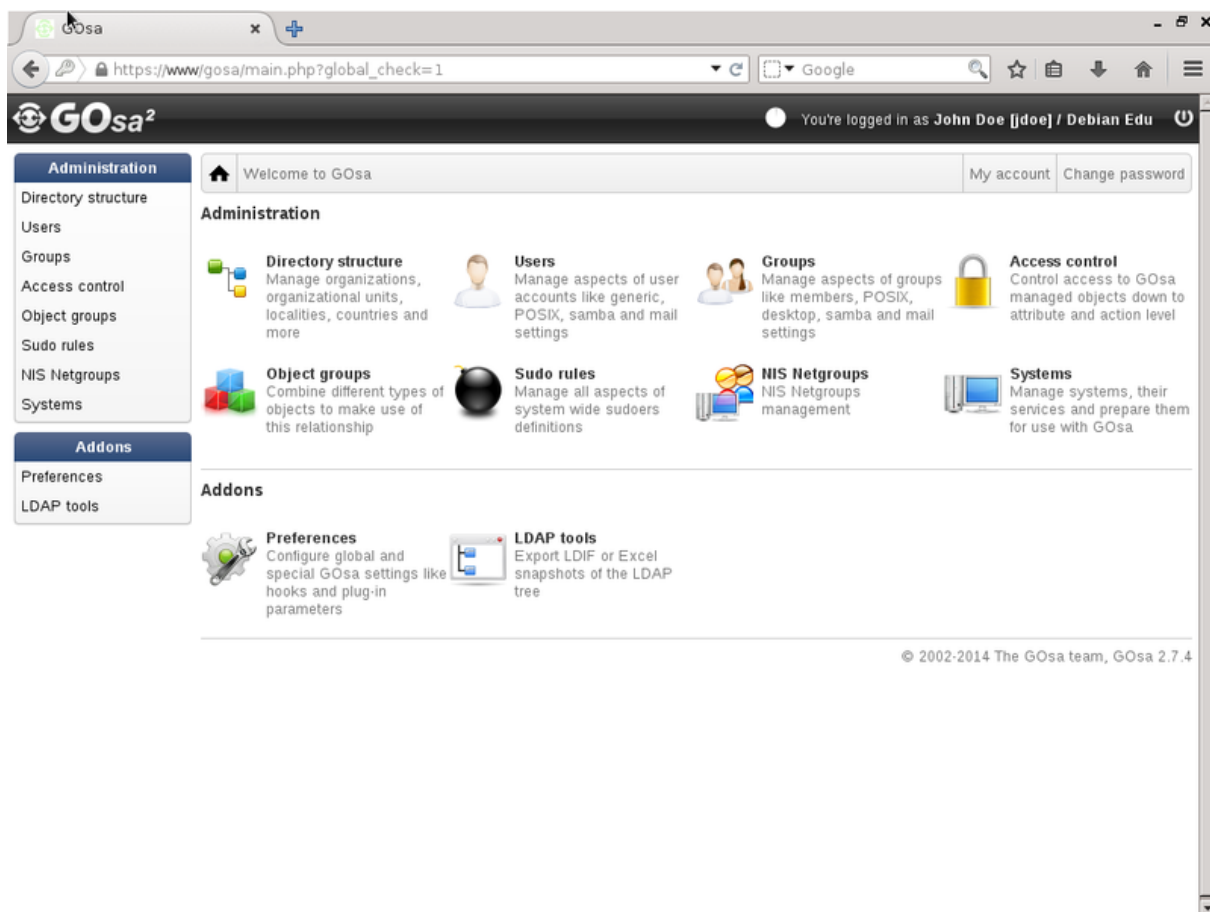 GOsa
https://www/gosa/main.php?global_check=1
Google
GOsa²
You're logged in as John Doe [jdoe] / Debian Edu
Administration
Directory structure
Users
Groups
Access control
Object groups
Sudo rules
NIS Netgroups
Systems
Addons
Preferences
LDAP tools
Welcome to GOsa
My account
Change password
Administration
Directory structure
Manage organizations,
organizational units,
localities, countries and
more
Users
Manage aspects of user
accounts like generic,
POSIX, samba and mail
settings
Groups
Manage aspects of groups
like members, POSIX,
desktop, samba and mail
settings
Access control
Control access to GOsa
managed objects down to
attribute and action level
Object groups
Combine different types of
objects to make use of
this relationship
Sudo rules
Manage all aspects of
system wide sudoers
definitions
NIS Netgroups
NIS Netgroups
management
Systems
Manage systems, their
services and prepare them
for use with GOsa
Addons
Preferences
Configure global and
special GOsa settings like
hooks and plug-in
parameters
LDAP tools
Export LDIF or Excel
snapshots of the LDAP
tree
© 2002-2014 The GOsa team, GOsa 2.7.4